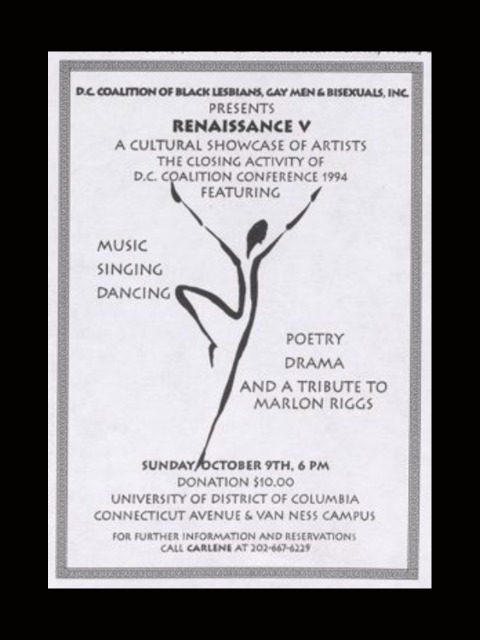 D.C. COALITION OF BLACK LESBIANS, GAY MEN & BISEXUALS, INC.
PRESENTS
RENAISSANCE V
A CULTURAL SHOWCASE OF ARTISTS
THE CLOSING ACTIVITY OF
D.C. COALITION CONFERENCE 1994
FEATURING
MUSIC
SINGING
DANCING
POETRY
DRAMA
AND A TRIBUTE TO
MARLON RIGGS
SUNDAY, OCTOBER 9TH, 6 PM
DONATION $10.00
UNIVERSITY OF DISTRICT OF COLUMBIA
CONNECTICUT AVENUE & VAN NESS CAMPUS
FOR FURTHER INFORMATION AND RESERVATIONS
CALL CARLENE AT 202-667-6229